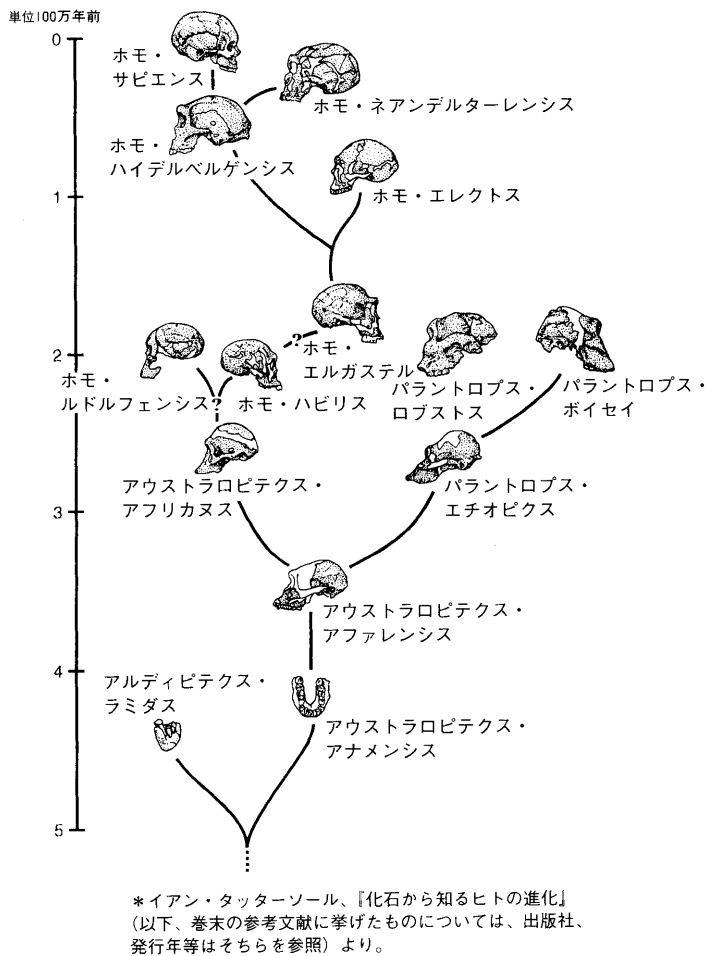 単位100万年前
0
ホモ・
サピエンス
ホモ・ネアンデルターレンシス
ホモ・
ハイデルベルゲンシス
1
ホモ・エレクトス
2
?
ホモ・
エルガステル
ホモ・
ルドルフェンシス
?
ホモ・ハビリス
パラントロプス・
ロブストス
パラントロプス・
ボイセイ
アウストラロピテクス・
アフリカヌス
パラントロプス・
エチオピクス
3
アウストラロピテクス・
アファレンシス
4
アルディピテクス・
ラミダス
アウストラロピテクス・
アナメンシス
5
*イアン・タッターソール、『化石から知るヒトの進化』
(以下、巻末の参考文献に挙げたものについては、出版社、
発行年等はそちらを参照)より。